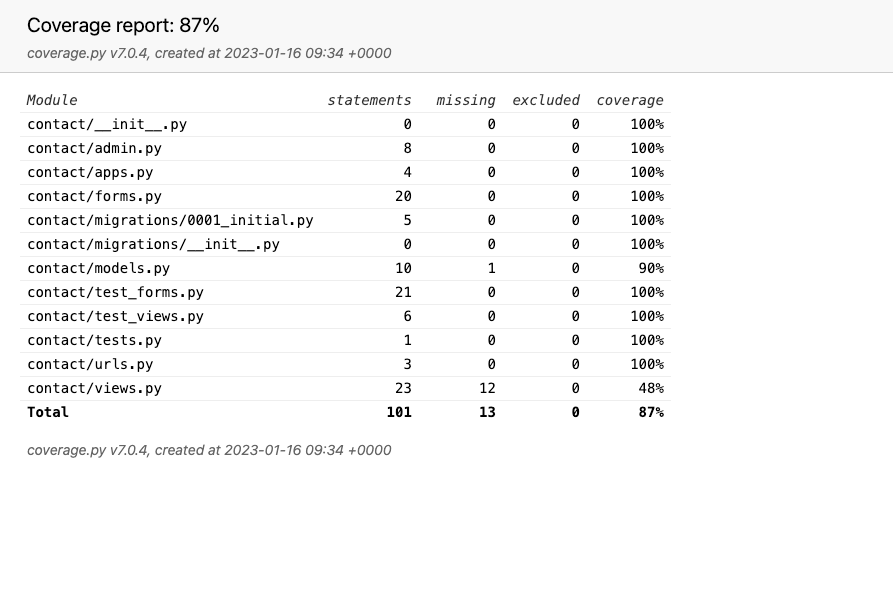 Coverage report: 87%
coverage.py v7.0.4, created at 2023-01-16 09:34 +0000
Module statements missing excluded coverage
contact/__init__.py 0 0 0 100%
contact/admin.py 8 0 0 100%
contact/apps.py 4 0 0 100%
contact/forms.py 20 0 0 100%
contact/migrations/0001_initial.py 5 0 0 100%
contact/migrations/__init__.py 0 0 0 100%
contact/models.py 10 1 0 90%
contact/test_forms.py 21 0 0 100%
contact/test_views.py 6 0 0 100%
contact/tests.py 1 0 0 100%
contact/urls.py 3 0 0 100%
contact/views.py 23 12 0 48%
Total 101 13 0 87%
coverage.py v7.0.4, created at 2023-01-16 09:34 +0000